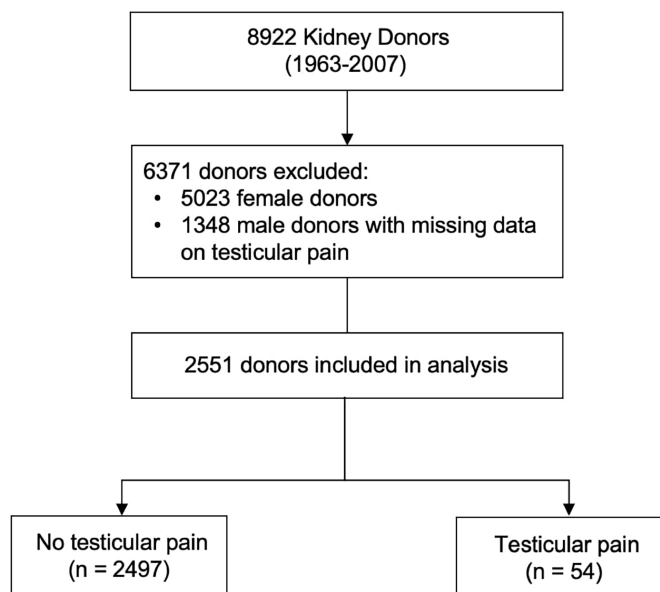 8922 Kidney Donors
(1963-2007)
6371 donors excluded:
• 5023 female donors
• 1348 male donors with missing data
on testicular pain
2551 donors included in analysis
No testicular pain
(n = 2497)
Testicular pain
(n = 54)